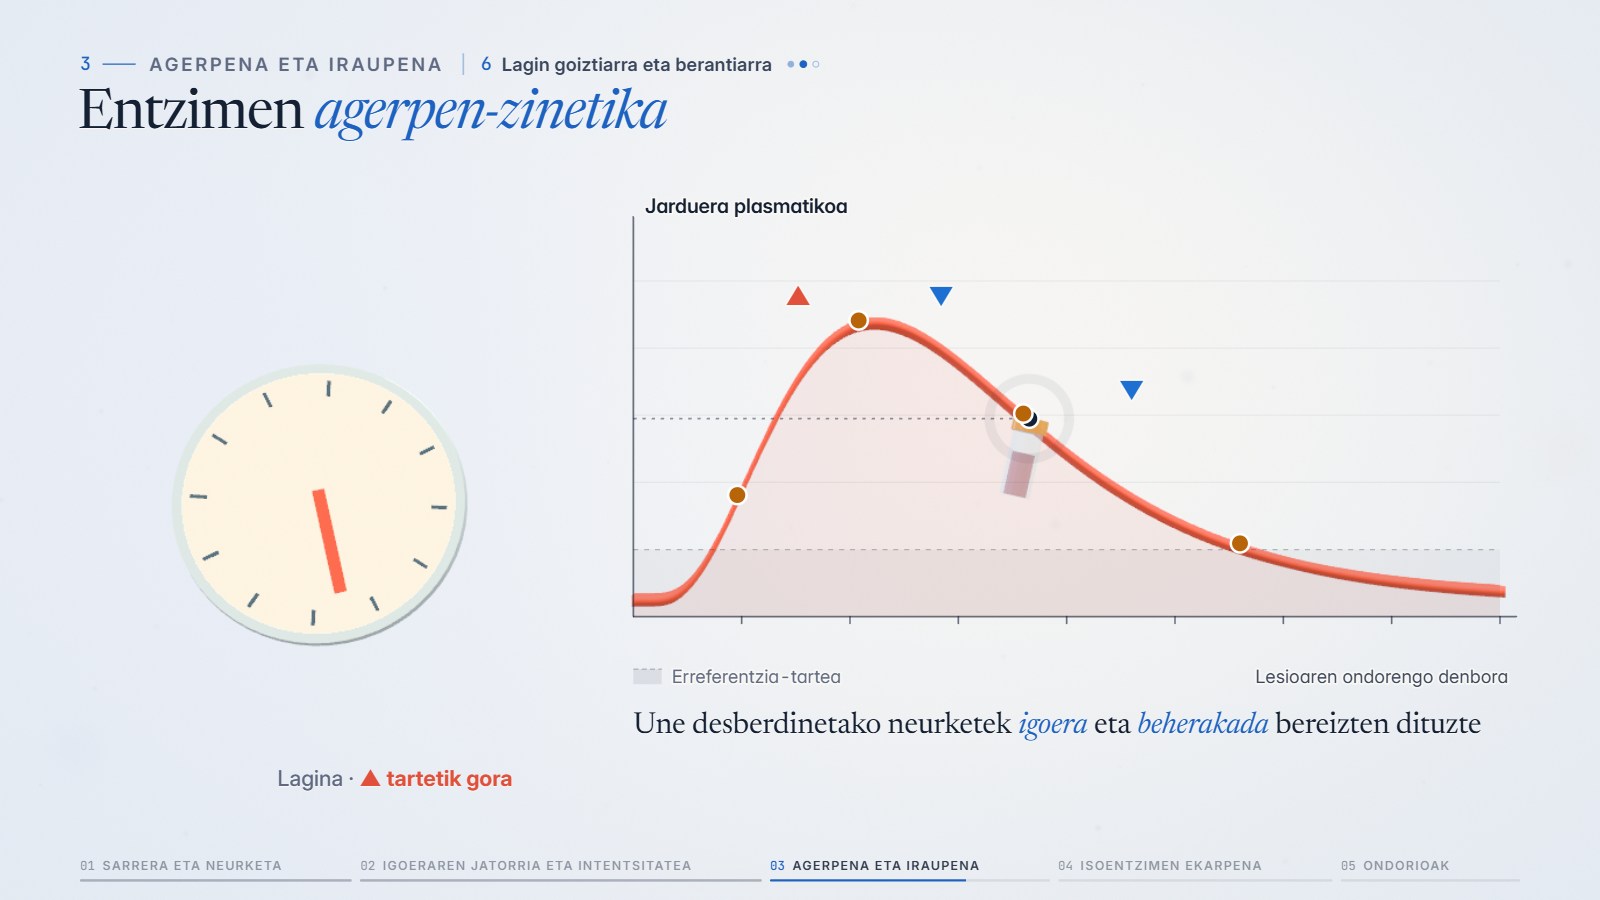 3 — AGERPENA ETA IRAUPENA | 6 Lagin goiztiarra eta berantiarra
Entzimen agerpen-zinetika
Jarduera plasmatikoa
Erreferentzia-tartea
Lesioaren ondorengo denbora
Une desberdinetako neurketek igoera eta beherakada bereizten dituzte
Lagina · ▲ tartetik gora
01 SARRERA ETA NEURKETA
02 IGOERAREN JATORRIA ETA INTENTSITATEA
03 AGERPENA ETA IRAUPENA
04 ISOENTZIMEN EKARPENA
05 ONDORIOAK